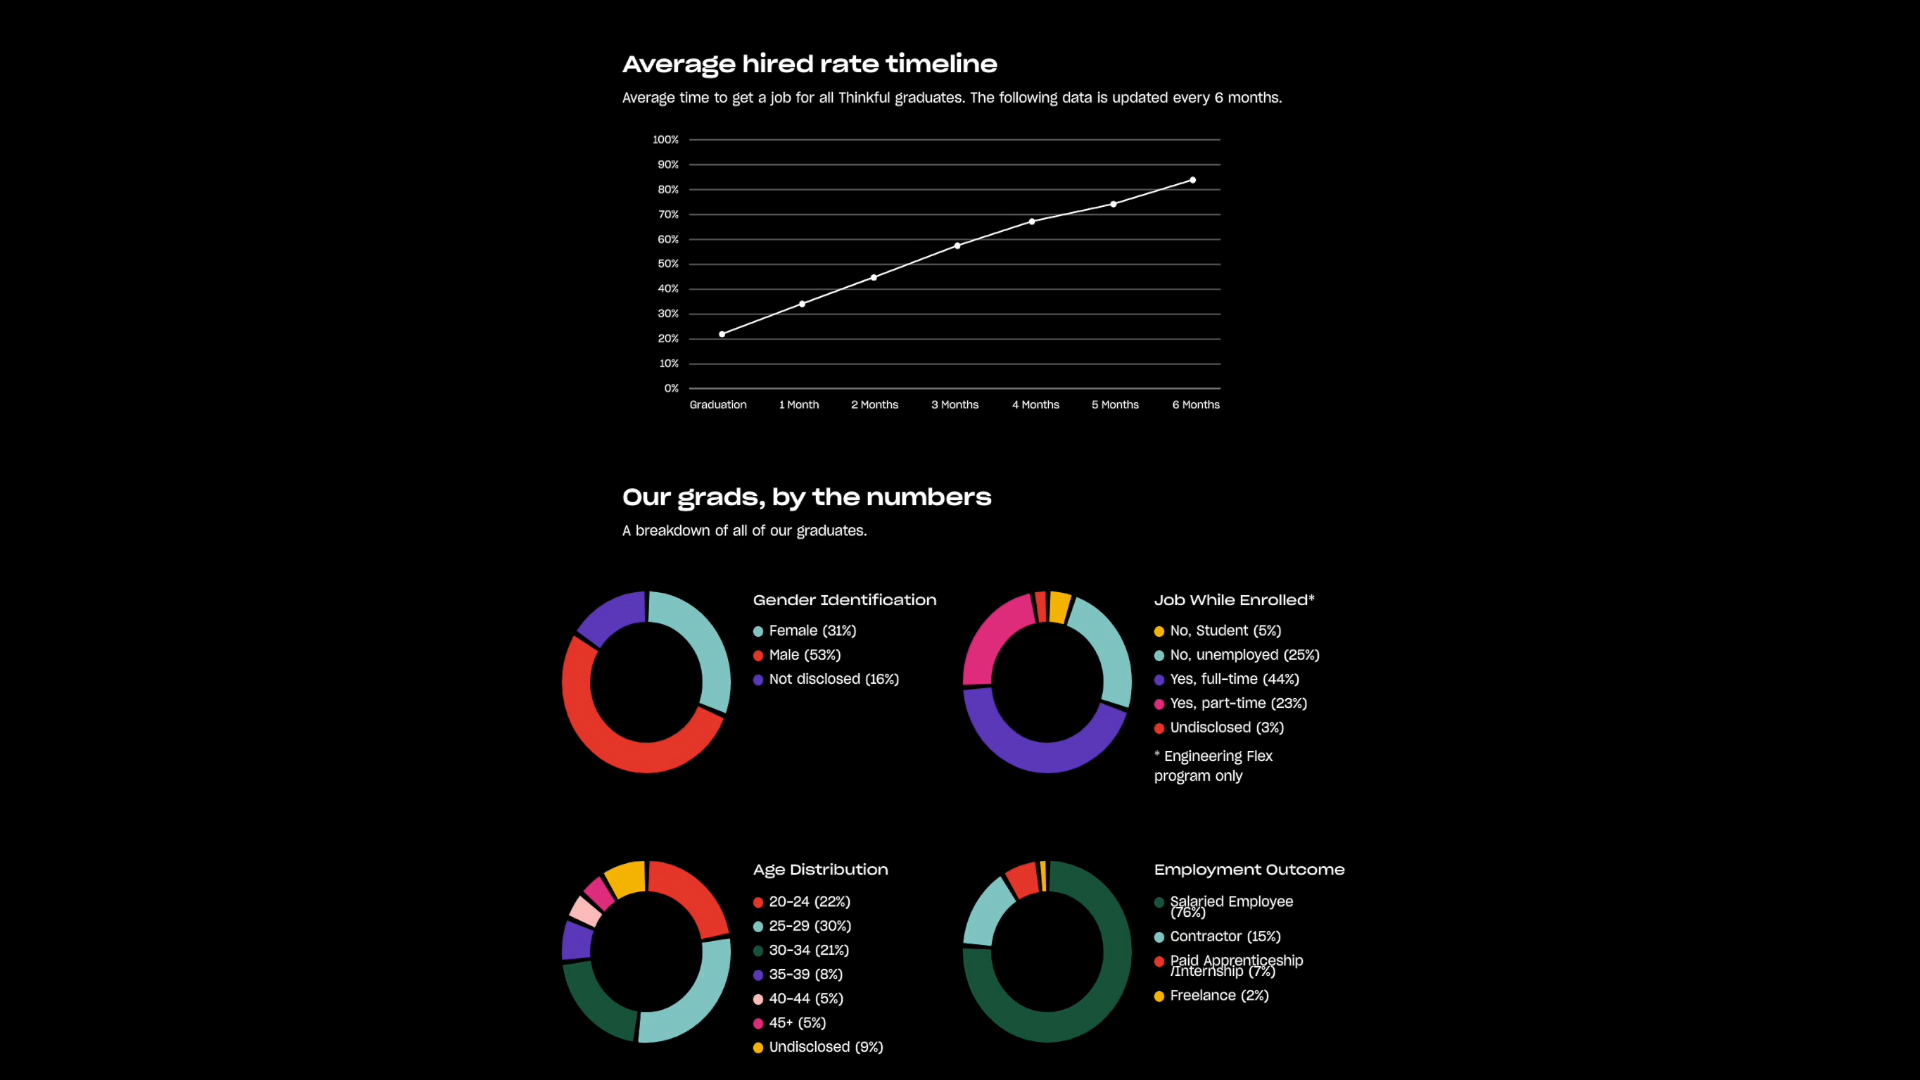 Average hired rate timeline
Average time to get a job for all Thinkful graduates. The following data is updated every 6 months.
100%
90%
80%
70%
60%
50%
40%
30%
20%
10%
0%
Graduation 1 Month 2 Months 3 Months 4 Months 5 Months 6 Months
Our grads, by the numbers
A breakdown of all of our graduates.
Gender Identification
Female (31%)
Male (53%)
Not disclosed (16%)
Job While Enrolled*
No, Student (5%)
No, unemployed (25%)
Yes, full-time (44%)
Yes, part-time (23%)
Undisclosed (3%)
* Engineering Flex
program only
Age Distribution
20-24 (22%)
25-29 (30%)
30-34 (21%)
35-39 (8%)
40-44 (5%)
45+ (5%)
Undisclosed (9%)
Employment Outcome
Salaried Employee
(76%)
Contractor (15%)
Paid Apprenticeship
/Internship (7%)
Freelance (2%)